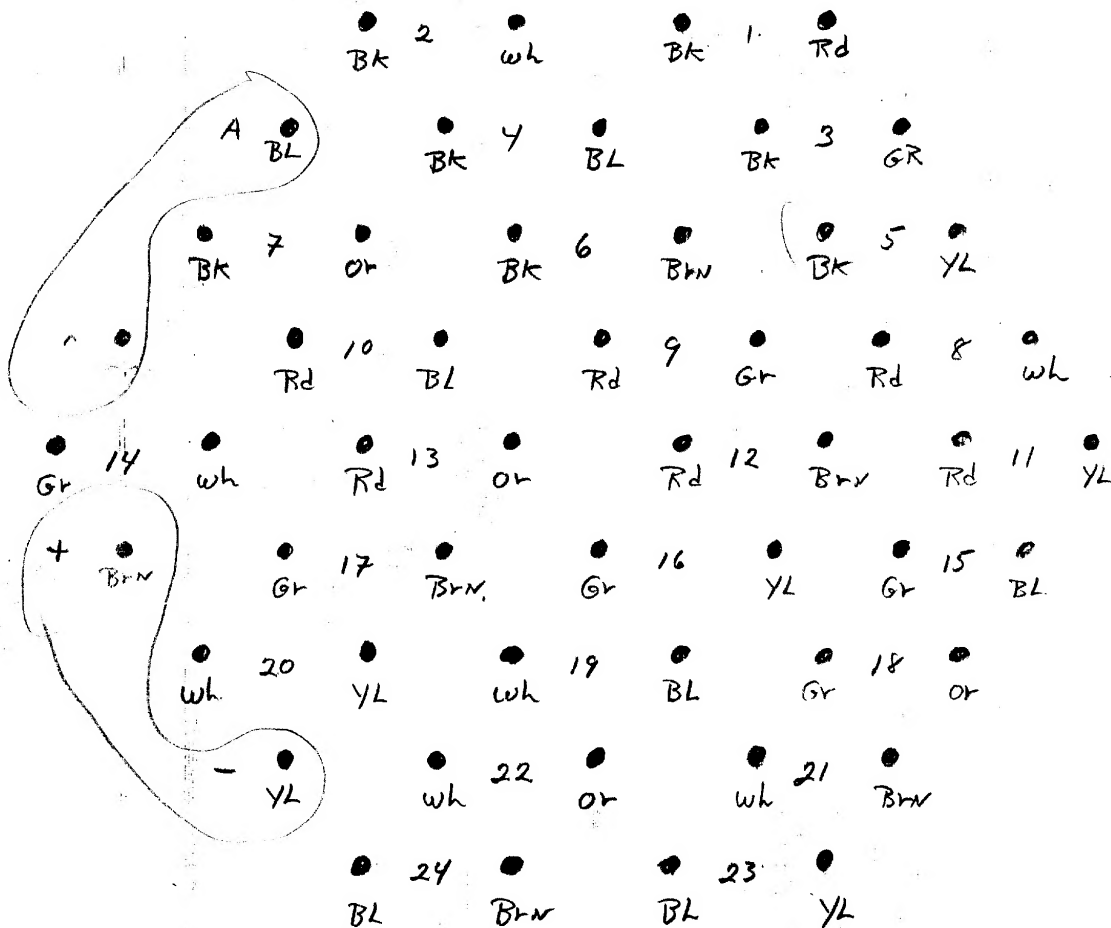 Bk 2 wh Bk 1. Rd
A BL Bk 4 BL Bk 3 GR
Bk 7 Or Bk 6 BrN Bk 5 YL
Rd 10 BL Rd 9 Gr Rd 8 wh
Gr 14 wh Rd 13 Or Rd 12 BrN Rd 11 YL
+ BrN Gr 17 BrN. Gr 16 YL Gr 15 BL
wh 20 YL wh 19 BL Gr 18 Or
- YL wh 22 Or wh 21 BrN
BL 24 BrN BL 23 YL